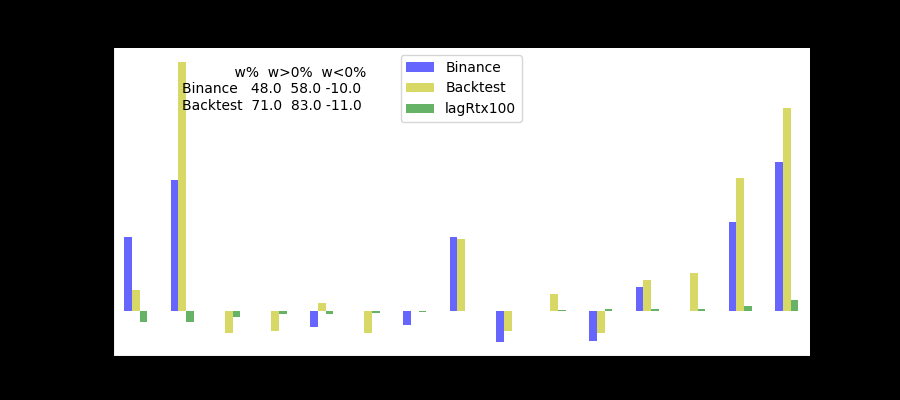 w% w>0% w<0%
Binance 48.0 58.0 -10.0
Backtest 71.0 83.0 -11.0
Binance
Backtest
lagRtx100